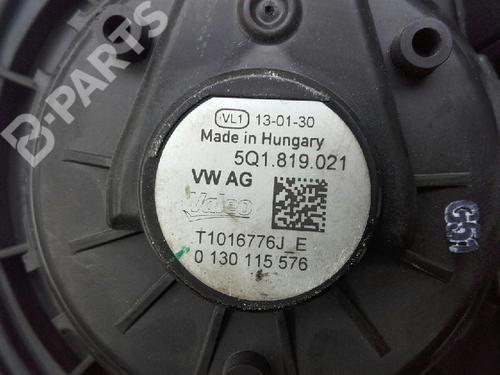 B-PARTS
VL1 13-01-30
Made in Hungary
5Q1.819.021
VW AG
Valeo
T1016776J_E
0 130 115 576
G51